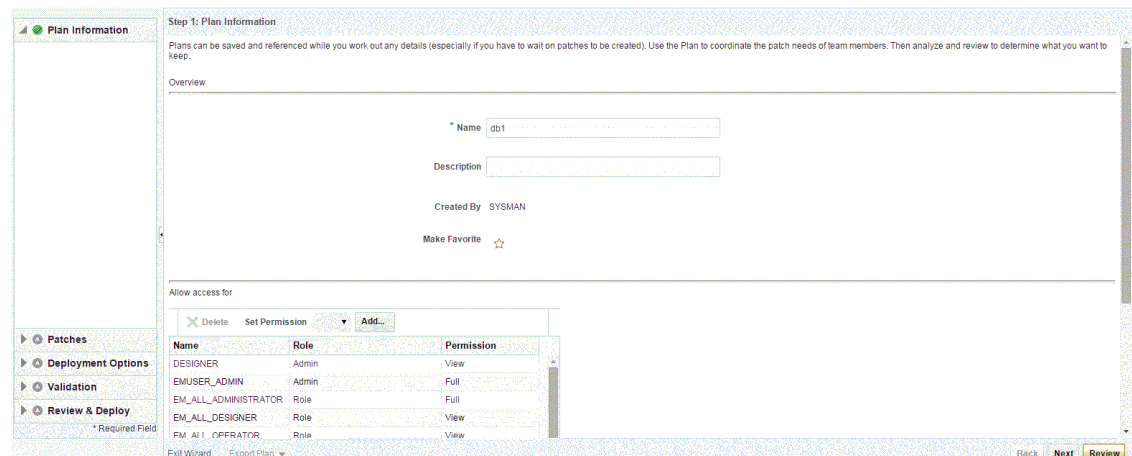 Plan Information
Patches
Deployment Options
Validation
Review & Deploy
* Required Field
Step 1: Plan Information
Plans can be saved and referenced while you work out any details (especially if you have to wait on patches to be created). Use the Plan to coordinate the patch needs of team members. Then analyze and review to determine what you want to
keep.
Overview
* Name db1
Description
Created By SYSMAN
Make Favorite
Allow access for
Delete Set Permission Add...
Name Role Permission
DESIGNER Admin View
EMUSER_ADMIN Admin Full
EM_ALL_ADMINISTRATOR Role Full
EM_ALL_DESIGNER Role View
EM_ALL_OPERATOR Role View
Exit Wizard Export Plan Back Next Review